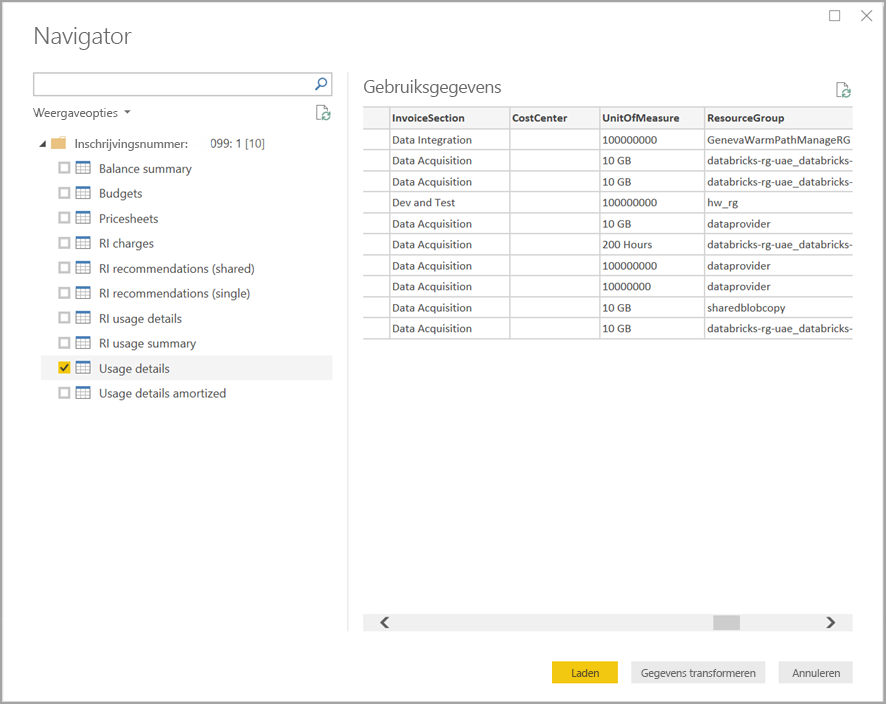 Navigator
Weergaveopties
Inschrijvingsnummer: 099: 1 [10]
Balance summary
Budgets
Pricesheets
RI charges
RI recommendations (shared)
RI recommendations (single)
RI usage details
RI usage summary
Usage details
Usage details amortized
Gebruiksgegevens
InvoiceSection CostCenter UnitOfMeasure ResourceGroup
Data Integration 100000000 GenevaWarmPathManageRG
Data Acquisition 10 GB databricks-rg-uae_databricks-
Data Acquisition 10 GB databricks-rg-uae_databricks-
Dev and Test 100000000 hw_rg
Data Acquisition 10 GB dataprovider
Data Acquisition 200 Hours databricks-rg-uae_databricks-
Data Acquisition 100000000 dataprovider
Data Acquisition 10000000 dataprovider
Data Acquisition 10 GB sharedblobcopy
Data Acquisition 10 GB databricks-rg-uae_databricks-
Laden Gegevens transformeren Annuleren